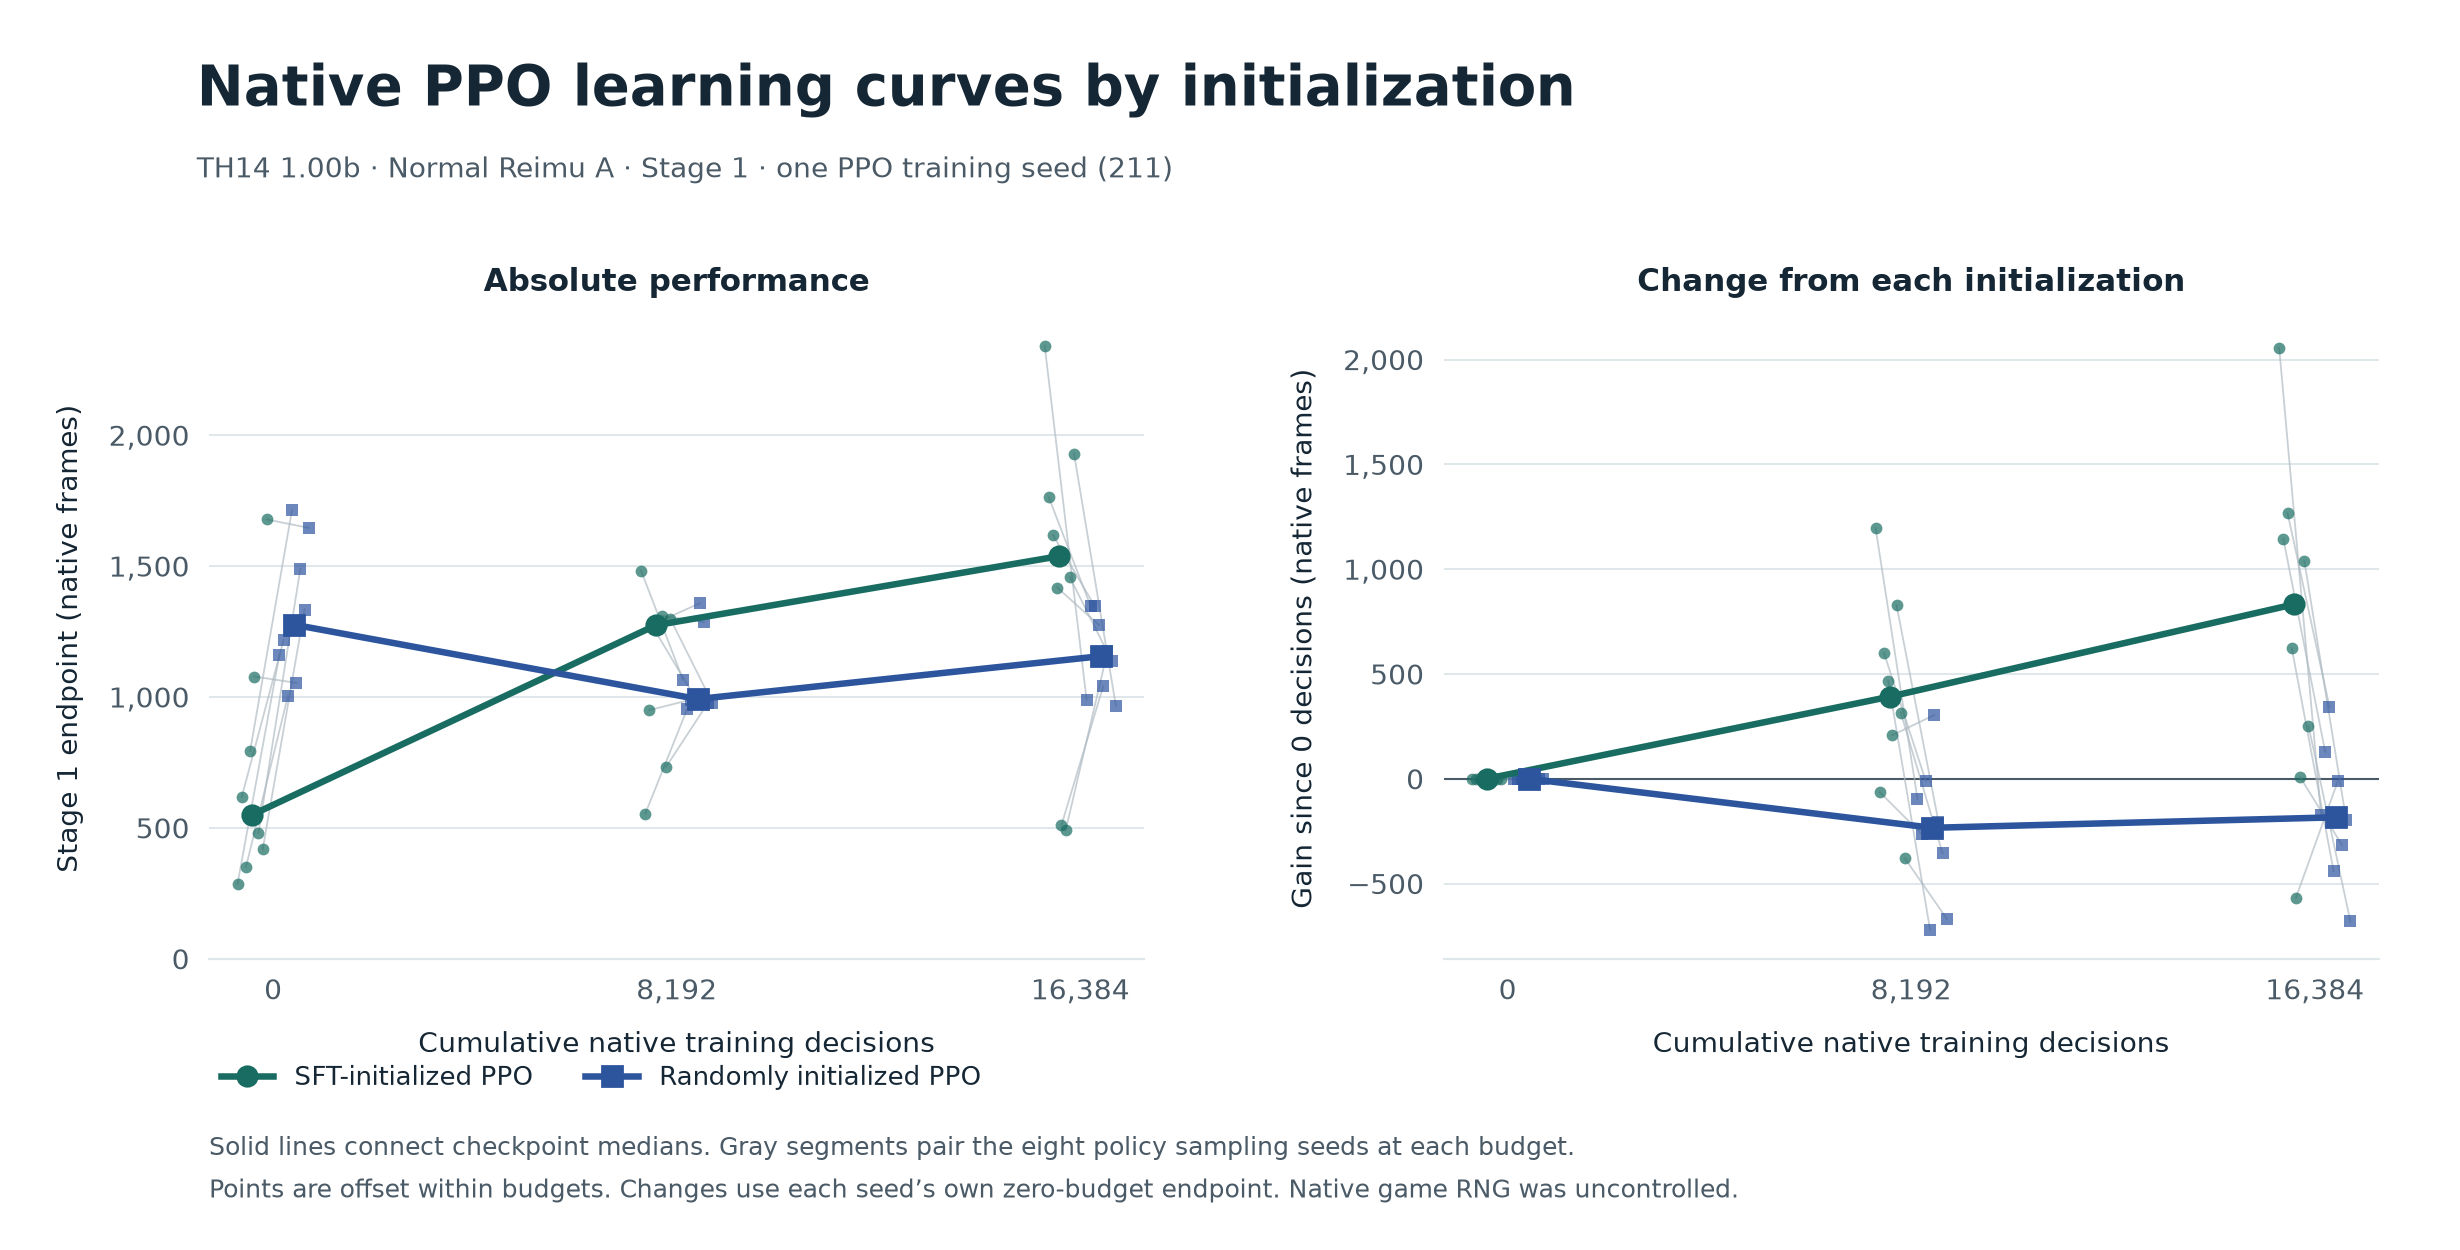 Native PPO learning curves by initialization
TH14 1.00b · Normal Reimu A · Stage 1 · one PPO training seed (211)
Absolute performance
Stage 1 endpoint (native frames)
2,000
1,500
1,000
500
0
0
8,192
16,384
Cumulative native training decisions
SFT-initialized PPO
Randomly initialized PPO
Change from each initialization
Gain since 0 decisions (native frames)
2,000
1,500
1,000
500
0
−500
0
8,192
16,384
Cumulative native training decisions
Solid lines connect checkpoint medians. Gray segments pair the eight policy sampling seeds at each budget.
Points are offset within budgets. Changes use each seed’s own zero-budget endpoint. Native game RNG was uncontrolled.